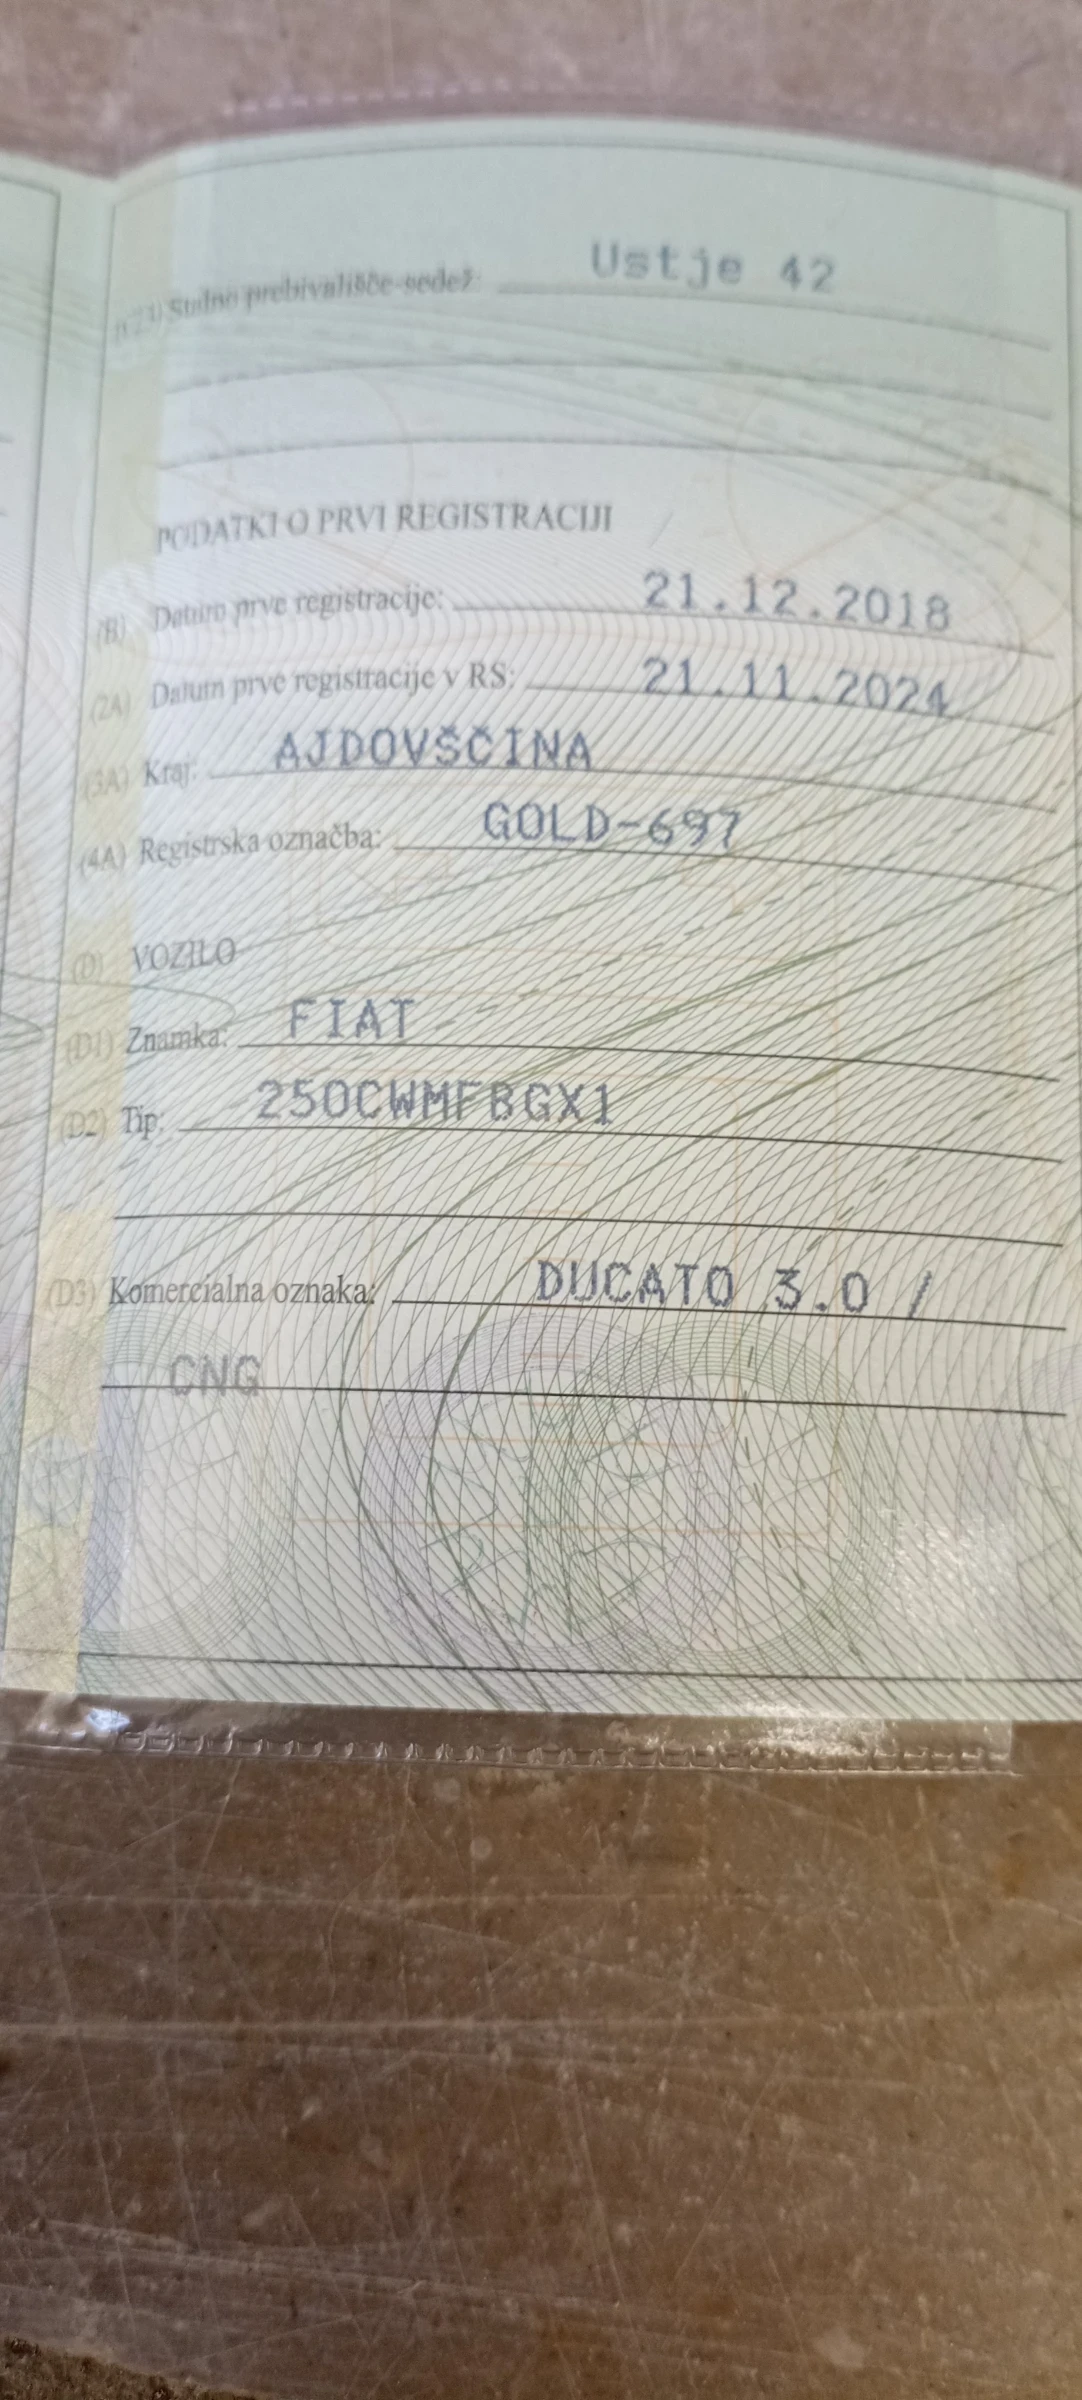 (C2.1) Stalno prebivališče-sedež: Ustje 42
PODATKI O PRVI REGISTRACIJI
(B) Datum prve registracije: 21.12.2018
(2A) Datum prve registracije v RS: 21.11.2024
(3A) Kraj: AJDOVŠČINA
(4A) Registrska označba: GOLD-697
(D) VOZILO
(D1) Znamka: FIAT
(D2) Tip: 250CWMFBGX1
(D3) Komercialna oznaka: DUCATO 3.0 /
CNG